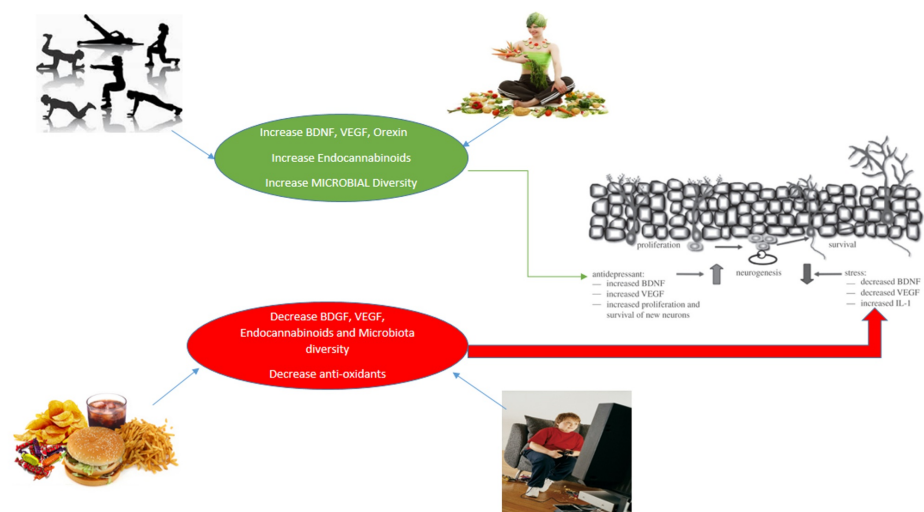 Increase BDNF, VEGF, Orexin
Increase Endocannabinoids
Increase MICROBIAL Diversity
proliferation
survival
neurogenesis
antidepressant:
— increased BDNF
— increased VEGF
— increased proliferation and
survival of new neurons
stress:
— decreased BDNF
— decreased VEGF
— increased IL-1
Decrease BDGF, VEGF,
Endocannabinoids and Microbiota
diversity
Decrease anti-oxidants